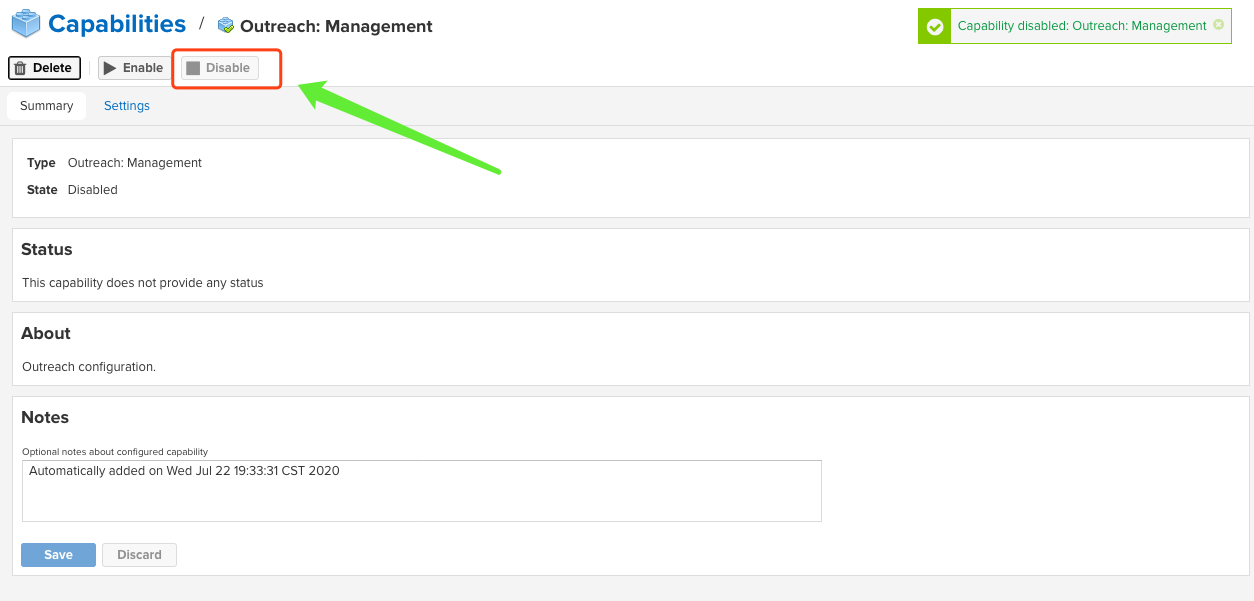 Capabilities / Outreach: Management
Capability disabled: Outreach: Management
Delete Enable Disable
Summary Settings
Type Outreach: Management
State Disabled
Status
This capability does not provide any status
About
Outreach configuration.
Notes
Optional notes about configured capability
Automatically added on Wed Jul 22 19:33:31 CST 2020
Save Discard